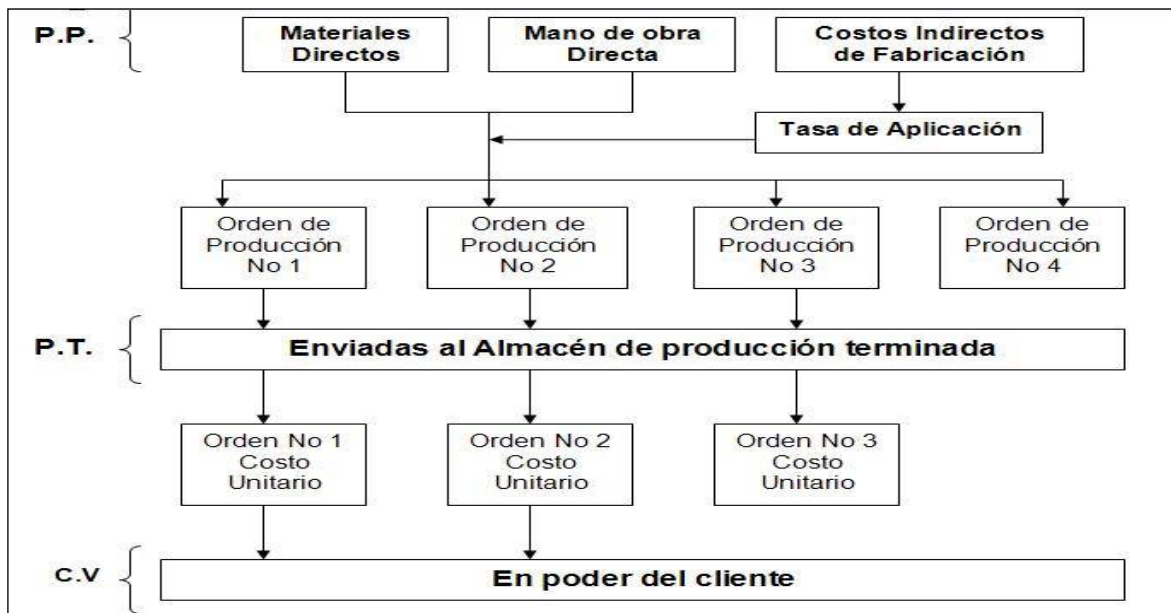 P.P.
Materiales
Directos
Mano de obra
Directa
Costos Indirectos
de Fabricación
Tasa de Aplicación
Orden de
Producción
No 1
Orden de
Producción
No 2
Orden de
Producción
No 3
Orden de
Producción
No 4
P.T.
Enviadas al Almacén de producción terminada
Orden No 1
Costo
Unitario
Orden No 2
Costo
Unitario
Orden No 3
Costo
Unitario
C.V
En poder del cliente